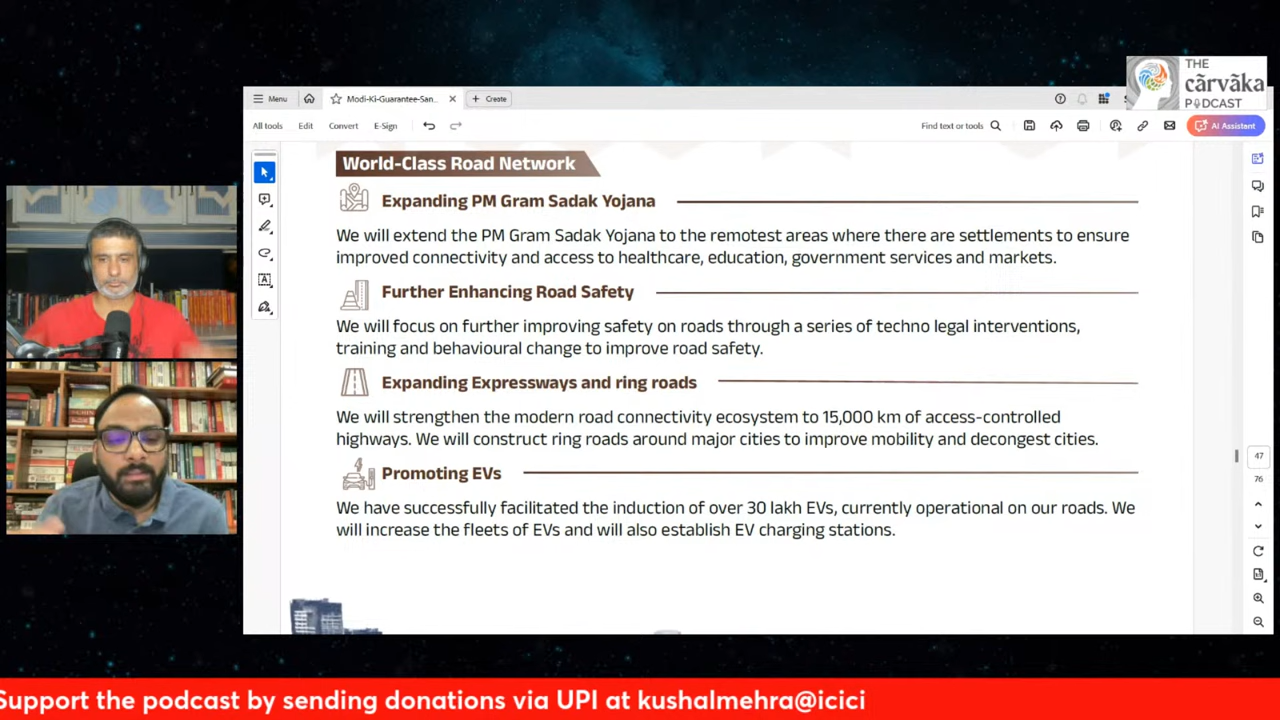 THE
cārvāka
PODCAST
Menu
Modi-Ki-Guarantee-San...
Create
All tools
Edit
Convert
E-Sign
Find text or tools
AI Assistant
World-Class Road Network
Expanding PM Gram Sadak Yojana
We will extend the PM Gram Sadak Yojana to the remotest areas where there are settlements to ensure
improved connectivity and access to healthcare, education, government services and markets.
Further Enhancing Road Safety
We will focus on further improving safety on roads through a series of techno legal interventions,
training and behavioural change to improve road safety.
Expanding Expressways and ring roads
We will strengthen the modern road connectivity ecosystem to 15,000 km of access-controlled
highways. We will construct ring roads around major cities to improve mobility and decongest cities.
Promoting EVs
We have successfully facilitated the induction of over 30 lakh EVs, currently operational on our roads. We
will increase the fleets of EVs and will also establish EV charging stations.
47
76
Support the podcast by sending donations via UPI at kushalmehra@icici